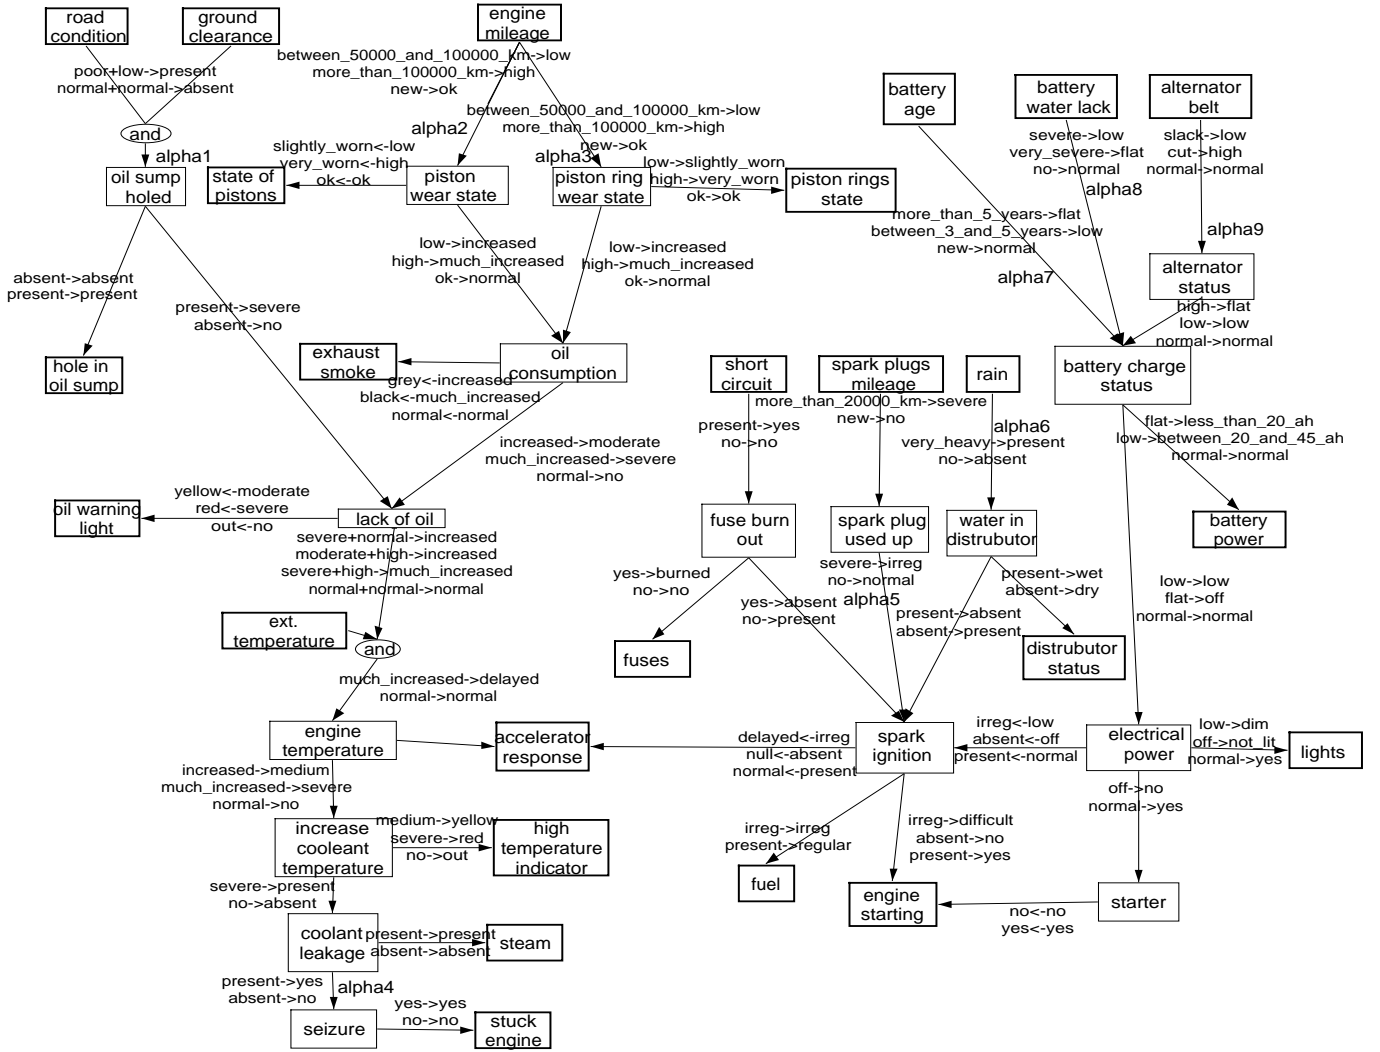 road
condition
ground
clearance
engine
mileage
poor+low->present
normal+normal->absent
and
alpha1
oil sump
holed
between_50000_and_100000_km->low
more_than_100000_km->high
new->ok
alpha2
between_50000_and_100000_km->low
more_than_100000_km->high
new->ok
alpha3
slightly_worn<-low
very_worn<-high
ok<-ok
state of
pistons
piston
wear state
piston ring
wear state
low->slightly_worn
high->very_worn
ok->ok
piston rings
state
battery
age
battery
water lack
alternator
belt
severe->low
very_severe->flat
no->normal
alpha8
slack->low
cut->high
normal->normal
alpha9
more_than_5_years->flat
between_3_and_5_years->low
new->normal
alpha7
alternator
status
high->flat
low->low
normal->normal
battery charge
status
absent->absent
present->present
present->severe
absent->no
low->increased
high->much_increased
ok->normal
low->increased
high->much_increased
ok->normal
hole in
oil sump
exhaust
smoke
oil
consumption
grey<-increased
black<-much_increased
normal<-normal
increased->moderate
much_increased->severe
normal->no
short
circuit
spark plugs
mileage
rain
present->yes
no->no
more_than_20000_km->severe
new->no
alpha6
very_heavy->present
no->absent
flat->less_than_20_ah
low->between_20_and_45_ah
normal->normal
battery
power
oil warning
light
yellow<-moderate
red<-severe
out<-no
lack of oil
severe+normal->increased
moderate+high->increased
severe+high->much_increased
normal+normal->normal
ext.
temperature
and
much_increased->delayed
normal->normal
fuse burn
out
spark plug
used up
water in
distrubutor
yes->burned
no->no
yes->absent
no->present
severe->irreg
no->normal
alpha5
present->absent
absent->present
present->wet
absent->dry
low->low
flat->off
normal->normal
fuses
distrubutor
status
engine
temperature
accelerator
response
delayed<-irreg
null<-absent
normal<-present
spark
ignition
irreg<-low
absent<-off
present<-normal
electrical
power
low->dim
off->not_lit
normal->yes
lights
increased->medium
much_increased->severe
normal->no
increase
cooleant
temperature
medium->yellow
severe->red
no->out
high
temperature
indicator
irreg->irreg
present->regular
irreg->difficult
absent->no
present->yes
off->no
normal->yes
fuel
engine
starting
no<-no
yes<-yes
starter
severe->present
no->absent
coolant
leakage
present->present
absent->absent
steam
present->yes
absent->no
alpha4
seizure
yes->yes
no->no
stuck
engine